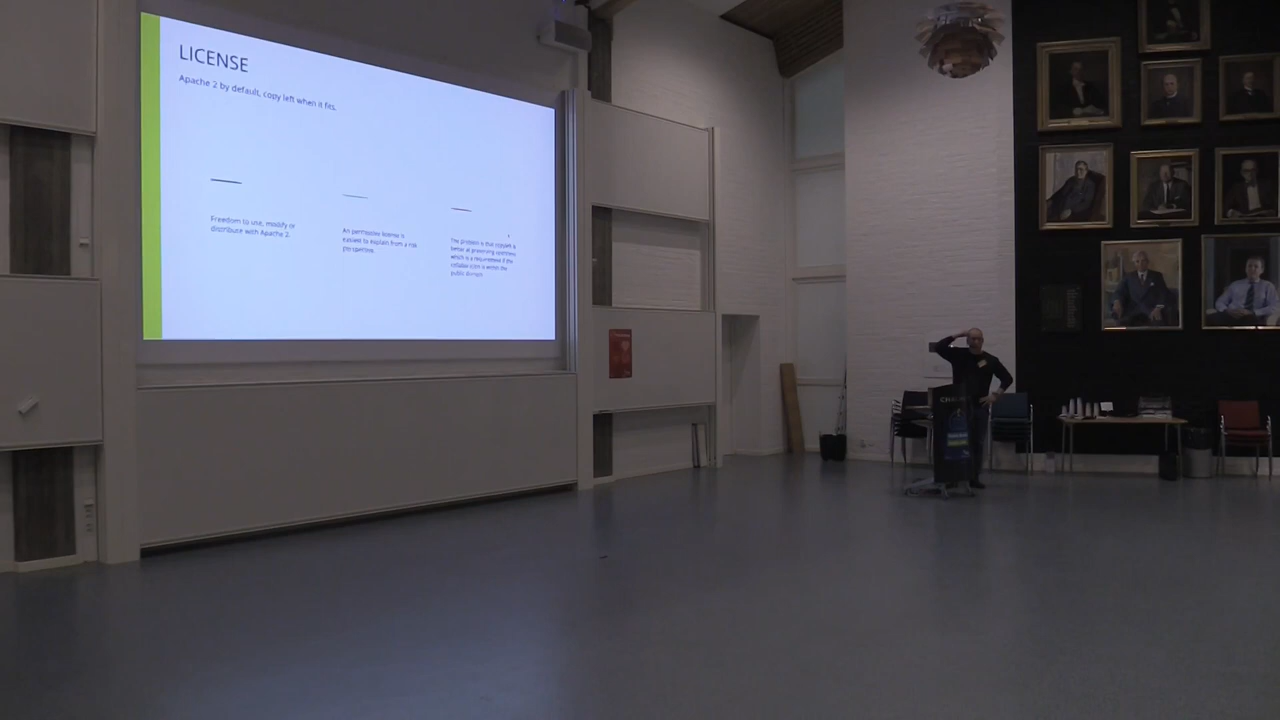 LICENSE
Apache 2 by default, copy left when it fits.
Freedom to use, modify or
distribute with Apache 2.
An permissive license is
easiest to explain from a risk
perspective.
The problem is that copyleft is
better at preserving openness
which is a requirement if the
collaboration is within the
public domain.